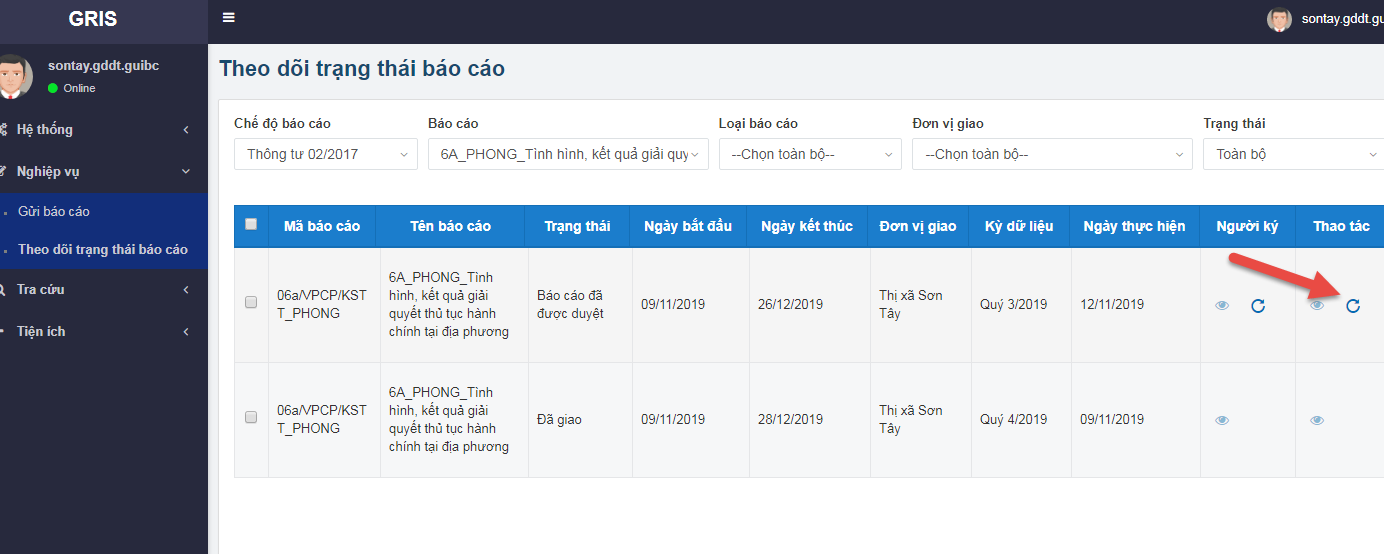 GRIS
sontay.gddt.gu
sontay.gddt.guibc
Online
Hệ thống
Nghiệp vụ
Gửi báo cáo
Theo dõi trạng thái báo cáo
Tra cứu
Tiện ích
Theo dõi trạng thái báo cáo
Chế độ báo cáo Báo cáo Loại báo cáo Đơn vị giao Trạng thái
Thông tư 02/2017 6A_PHONG_Tình hình, kết quả giải quy --Chọn toàn bộ-- --Chọn toàn bộ-- Toàn bộ
Mã báo cáo Tên báo cáo Trạng thái Ngày bắt đầu Ngày kết thúc Đơn vị giao Kỳ dữ liệu Ngày thực hiện Người ký Thao tác
06a/VPCP/KST
T_PHONG
6A_PHONG_Tình
hình, kết quả giải
quyết thủ tục hành
chính tại địa phương
Báo cáo đã
được duyệt
09/11/2019
26/12/2019
Thị xã Sơn
Tây
Quý 3/2019
12/11/2019
06a/VPCP/KST
T_PHONG
6A_PHONG_Tình
hình, kết quả giải
quyết thủ tục hành
chính tại địa phương
Đã giao
09/11/2019
28/12/2019
Thị xã Sơn
Tây
Quý 4/2019
09/11/2019